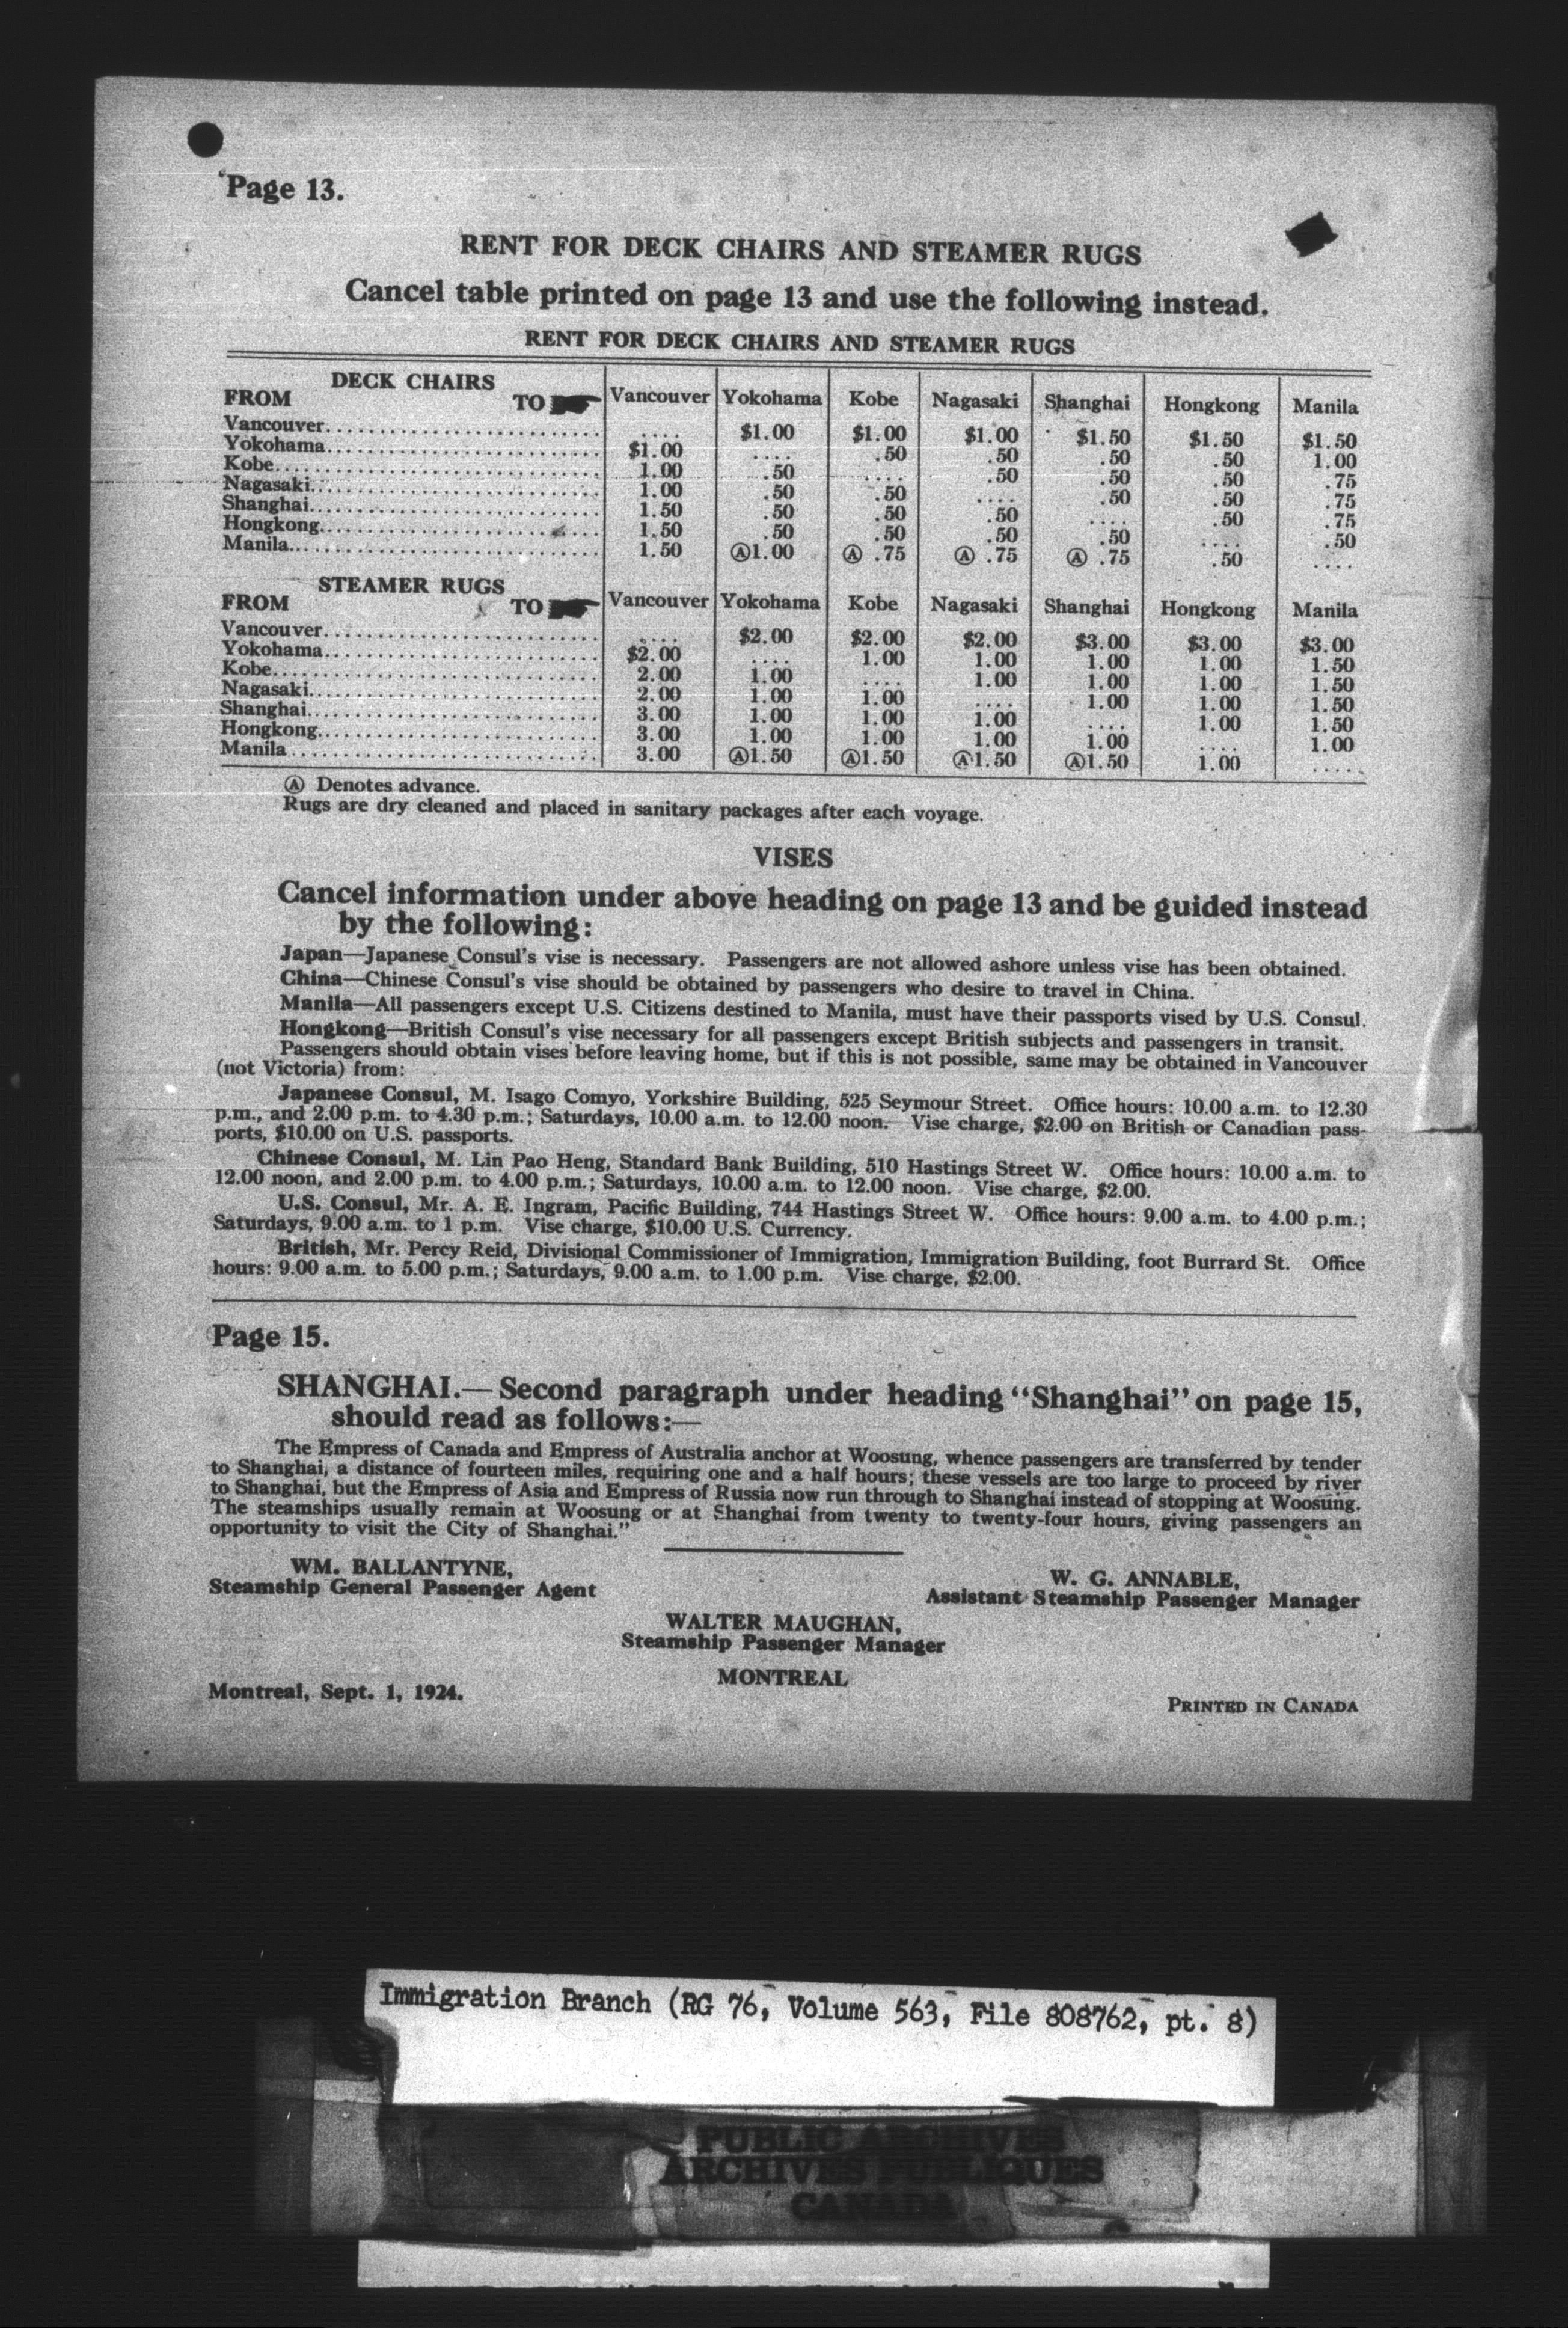 Page 13.
RENT FOR DECK CHAIRS AND STEAMER RUGS
Cancel table printed on page 13 and use the following instead.
RENT FOR DECK CHAIRS AND STEAMER RUGS
DECK CHAIRS
FROM TO Vancouver Yokohama Kobe Nagasaki Shanghai Hongkong Manila
Vancouver........................ .... $1.00 $1.00 $1.00 $1.50 $1.50 $1.50
Yokohama........................ $1.00 .... .50 .50 .50 .50 1.00
Kobe........................ 1.00 .50 .... .50 .50 .50 .75
Nagasaki........................ 1.00 .50 .50 .... .50 .50 .75
Shanghai........................ 1.50 .50 .50 .50 .... .50 .75
Hongkong........................ 1.50 .50 .50 .50 .50 .... .50
Manila........................ 1.50 Ⓐ1.00 Ⓐ .75 Ⓐ .75 Ⓐ .75 .50 ....
STEAMER RUGS
FROM TO Vancouver Yokohama Kobe Nagasaki Shanghai Hongkong Manila
Vancouver........................ .... $2.00 $2.00 $2.00 $3.00 $3.00 $3.00
Yokohama........................ $2.00 .... 1.00 1.00 1.00 1.00 1.50
Kobe........................ 2.00 1.00 .... 1.00 1.00 1.00 1.50
Nagasaki........................ 2.00 1.00 1.00 .... 1.00 1.00 1.50
Shanghai........................ 3.00 1.00 1.00 1.00 .... 1.00 1.50
Hongkong........................ 3.00 1.00 1.00 1.00 1.00 .... 1.00
Manila........................ 3.00 Ⓐ1.50 Ⓐ1.50 Ⓐ1.50 Ⓐ1.50 1.00 .....
Ⓐ Denotes advance.
Rugs are dry cleaned and placed in sanitary packages after each voyage.
VISES
Cancel information under above heading on page 13 and be guided instead
by the following:
Japan—Japanese Consul's vise is necessary. Passengers are not allowed ashore unless vise has been obtained.
China—Chinese Consul's vise should be obtained by passengers who desire to travel in China.
Manila—All passengers except U.S. Citizens destined to Manila, must have their passports vised by U.S. Consul.
Hongkong—British Consul's vise necessary for all passengers except British subjects and passengers in transit.
Passengers should obtain vises before leaving home, but if this is not possible, same may be obtained in Vancouver
(not Victoria) from:
Japanese Consul, M. Isago Comyo, Yorkshire Building, 525 Seymour Street. Office hours: 10.00 a.m. to 12.30
p.m., and 2.00 p.m. to 4.30 p.m.; Saturdays, 10.00 a.m. to 12.00 noon. Vise charge, $2.00 on British or Canadian pass-
ports, $10.00 on U.S. passports.
Chinese Consul, M. Lin Pao Heng, Standard Bank Building, 510 Hastings Street W. Office hours: 10.00 a.m. to
12.00 noon, and 2.00 p.m. to 4.00 p.m.; Saturdays, 10.00 a.m. to 12.00 noon. Vise charge, $2.00.
U.S. Consul, Mr. A. E. Ingram, Pacific Building, 744 Hastings Street W. Office hours: 9.00 a.m. to 4.00 p.m.;
Saturdays, 9.00 a.m. to 1 p.m. Vise charge, $10.00 U.S. Currency.
British, Mr. Percy Reid, Divisional Commissioner of Immigration, Immigration Building, foot Burrard St. Office
hours: 9.00 a.m. to 5.00 p.m.; Saturdays, 9.00 a.m. to 1.00 p.m. Vise charge, $2.00.
Page 15.
SHANGHAI.—Second paragraph under heading "Shanghai" on page 15,
should read as follows:—
The Empress of Canada and Empress of Australia anchor at Woosung, whence passengers are transferred by tender
to Shanghai, a distance of fourteen miles, requiring one and a half hours; these vessels are too large to proceed by river
to Shanghai, but the Empress of Asia and Empress of Russia now run through to Shanghai instead of stopping at Woosung.
The steamships usually remain at Woosung or at Shanghai from twenty to twenty-four hours, giving passengers an
opportunity to visit the City of Shanghai."
WM. BALLANTYNE,
Steamship General Passenger Agent
W. G. ANNABLE,
Assistant Steamship Passenger Manager
WALTER MAUGHAN,
Steamship Passenger Manager
MONTREAL
Montreal, Sept. 1, 1924.
PRINTED IN CANADA
Immigration Branch (RG 76, Volume 563, File 808762, pt. 8)
PUBLIC ARCHIVES
ARCHIVES PUBLIQUES
CANADA